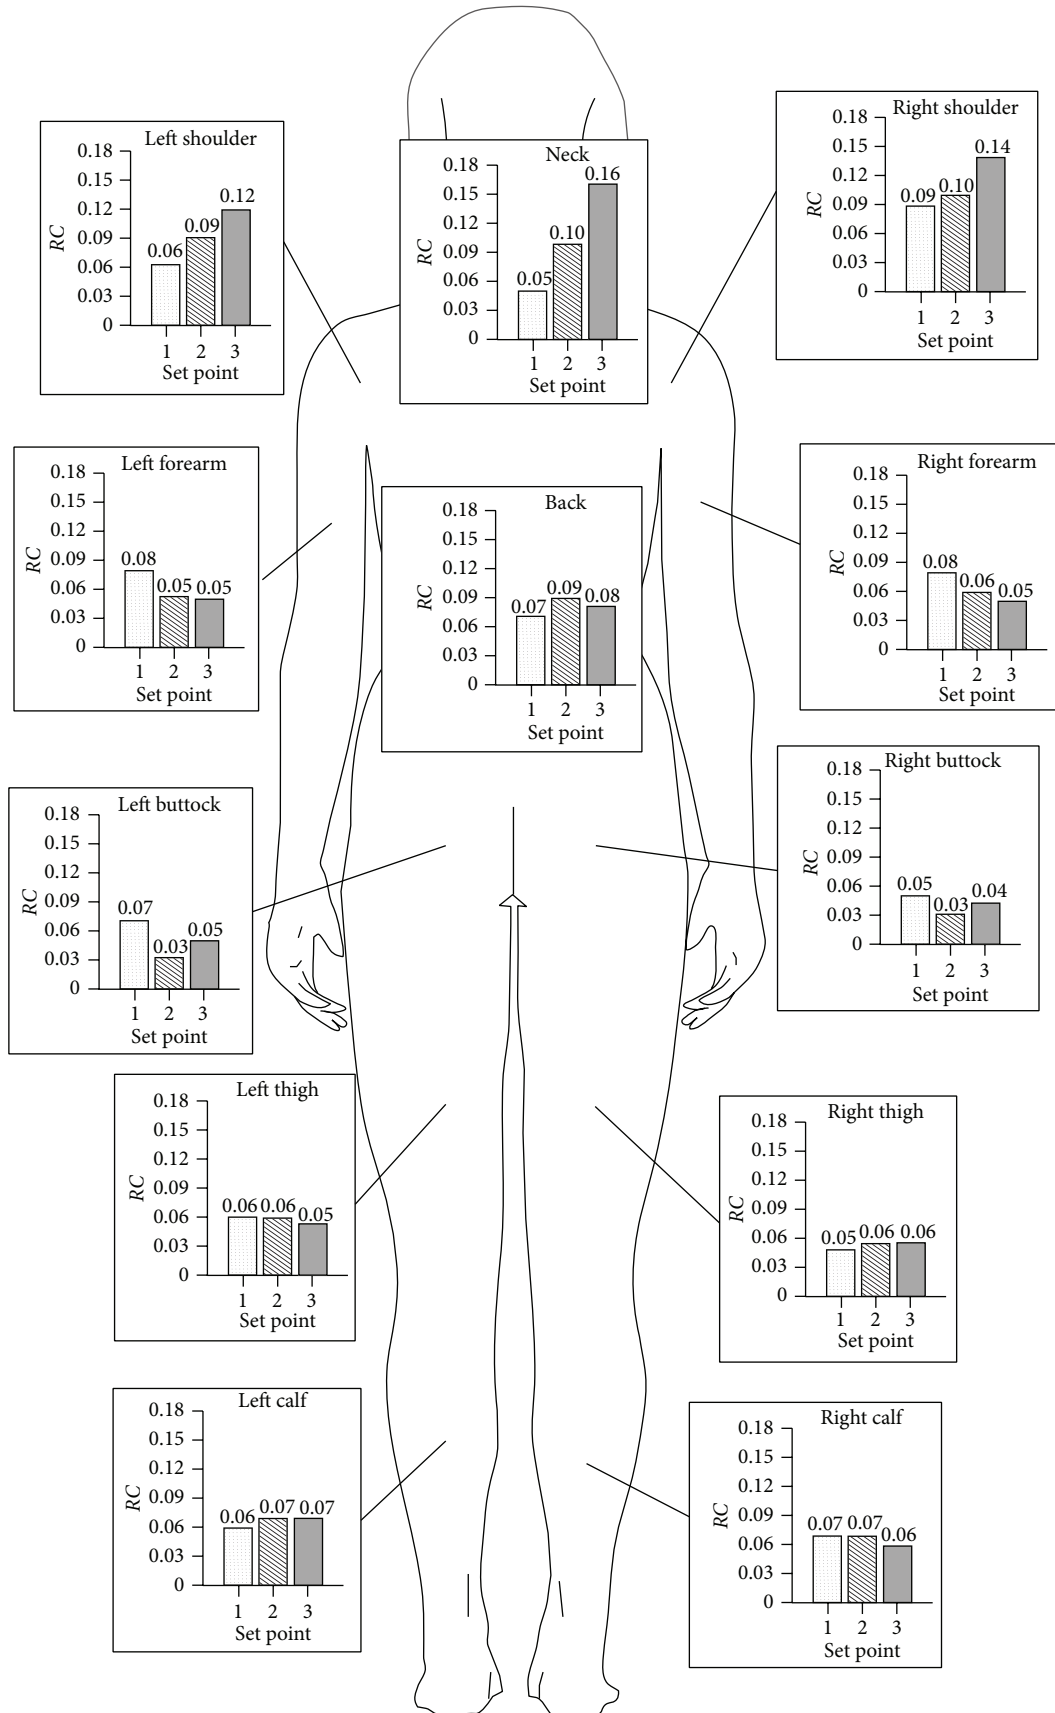 Left shoulder
0.18
0.15
0.12
0.09
0.06
0.03
0
RC
0.06
0.09
0.12
1 2 3
Set point
Neck
0.18
0.15
0.12
0.09
0.06
0.03
0
RC
0.05
0.10
0.16
1 2 3
Set point
Right shoulder
0.18
0.15
0.12
0.09
0.06
0.03
0
RC
0.09
0.10
0.14
1 2 3
Set point
Left forearm
0.18
0.15
0.12
0.09
0.06
0.03
0
RC
0.08
0.05
0.05
1 2 3
Set point
Back
0.18
0.15
0.12
0.09
0.06
0.03
0
RC
0.07
0.09
0.08
1 2 3
Set point
Right forearm
0.18
0.15
0.12
0.09
0.06
0.03
0
RC
0.08
0.06
0.05
1 2 3
Set point
Left buttock
0.18
0.15
0.12
0.09
0.06
0.03
0
RC
0.07
0.03
0.05
1 2 3
Set point
Right buttock
0.18
0.15
0.12
0.09
0.06
0.03
0
RC
0.05
0.03
0.04
1 2 3
Set point
Left thigh
0.18
0.15
0.12
0.09
0.06
0.03
0
RC
0.06
0.06
0.05
1 2 3
Set point
Right thigh
0.18
0.15
0.12
0.09
0.06
0.03
0
RC
0.05
0.06
0.06
1 2 3
Set point
Left calf
0.18
0.15
0.12
0.09
0.06
0.03
0
RC
0.06
0.07
0.07
1 2 3
Set point
Right calf
0.18
0.15
0.12
0.09
0.06
0.03
0
RC
0.07
0.07
0.06
1 2 3
Set point